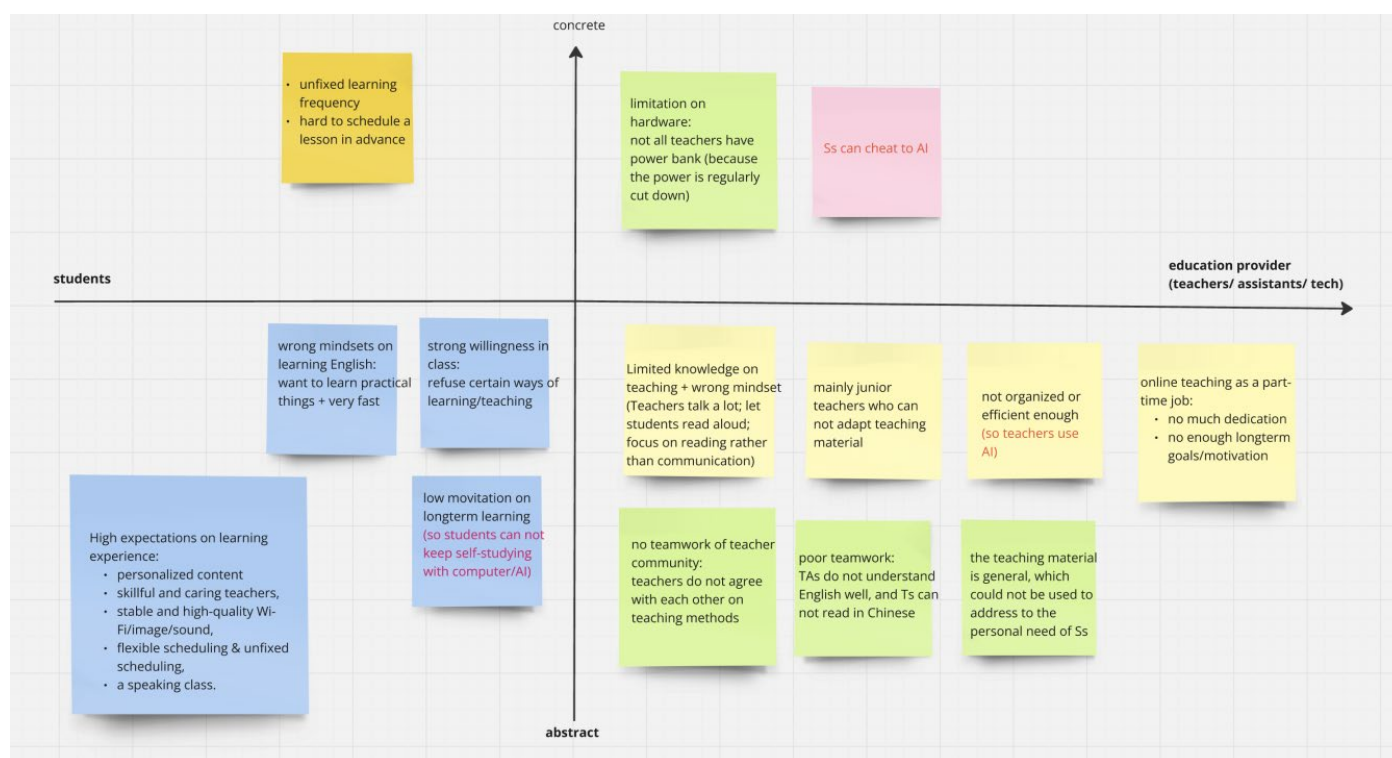 concrete
• unfixed learning
frequency
• hard to schedule a
lesson in advance
limitation on
hardware:
not all teachers have
power bank (because
the power is regularly
cut down)
Ss can cheat to AI
students
education provider
(teachers/ assistants/ tech)
wrong mindsets on
learning English:
want to learn practical
things + very fast
strong willingness in
class:
refuse certain ways of
learning/teaching
Limited knowledge on
teaching + wrong mindset
(Teachers talk a lot; let
students read aloud;
focus on reading rather
than communication)
mainly junior
teachers who can
not adapt teaching
material
not organized or
efficient enough
(so teachers use
AI)
online teaching as a part-
time job:
• no much dedication
• no enough longterm
goals/motivation
High expectations on learning
experience:
• personalized content
• skillful and caring teachers,
• stable and high-quality Wi-
Fi/image/sound,
• flexible scheduling & unfixed
scheduling,
• a speaking class.
low movitation on
longterm learning
(so students can not
keep self-studying
with computer/AI)
no teamwork of teacher
community:
teachers do not agree
with each other on
teaching methods
poor teamwork:
TAs do not understand
English well, and Ts can
not read in Chinese
the teaching material
is general, which
could not be used to
address to the
personal need of Ss
abstract